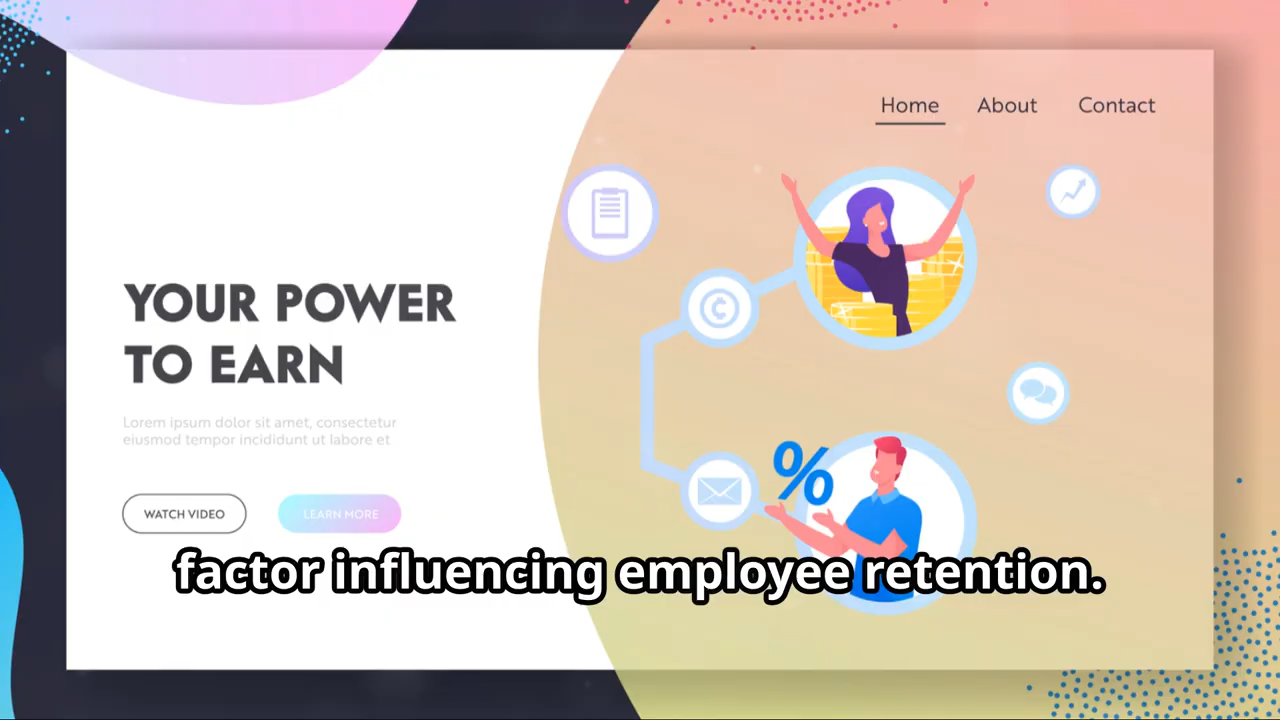 Home About Contact
YOUR POWER
TO EARN
Lorem ipsum dolor sit amet, consectetur
eiusmod tempor incididunt ut labore et
WATCH VIDEO LEARN MORE
%
factor influencing employee retention.